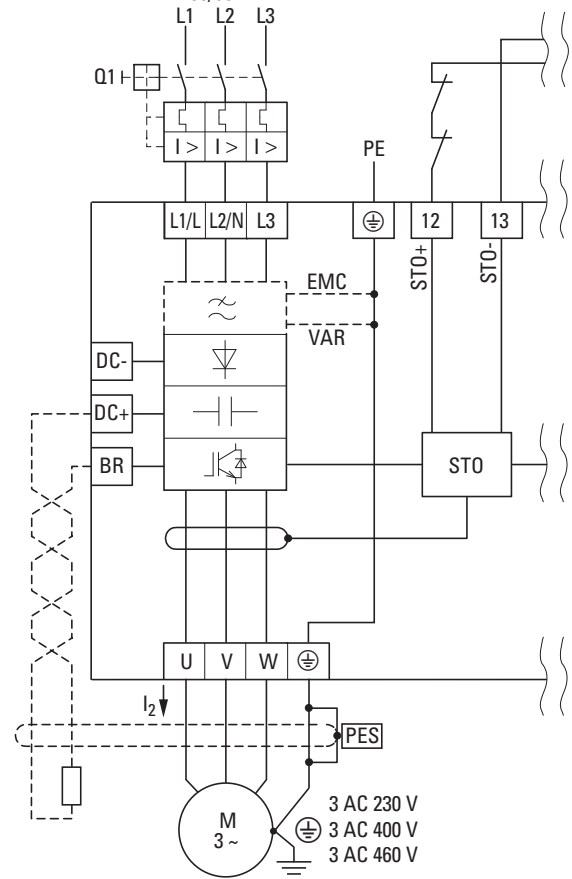 L1 L2 L3
Q1
I > I > I >
PE
L1/L L2/N L3 12 13
STO+ STO-
EMC
VAR
DC-
DC+
BR
STO
U V W
I2
PES
M
3 ~
3 AC 230 V
3 AC 400 V
3 AC 460 V